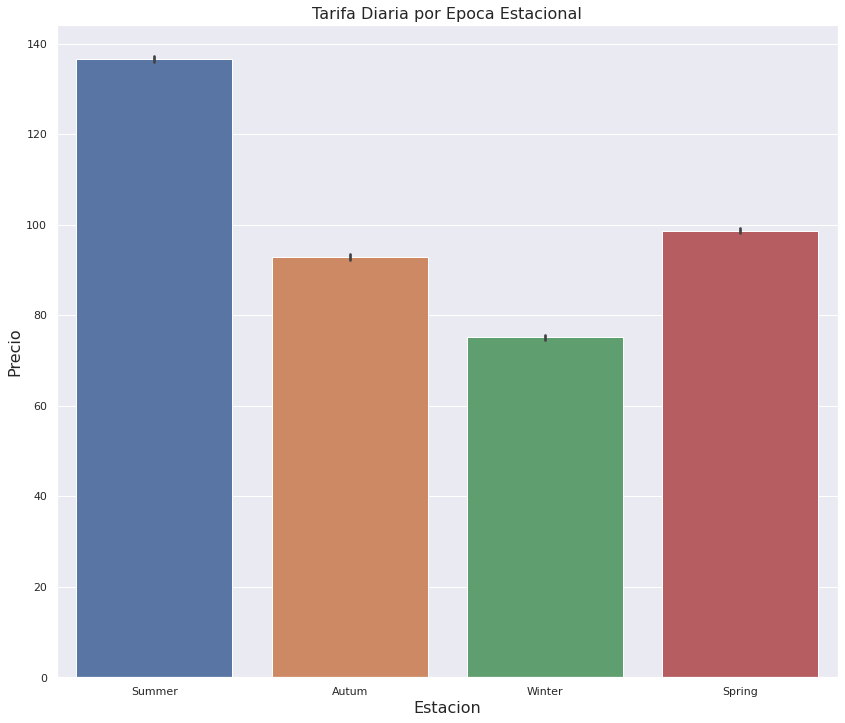 Tarifa Diaria por Epoca Estacional
140
120
100
80
60
40
20
0
Precio
Summer Autum Winter Spring
Estacion